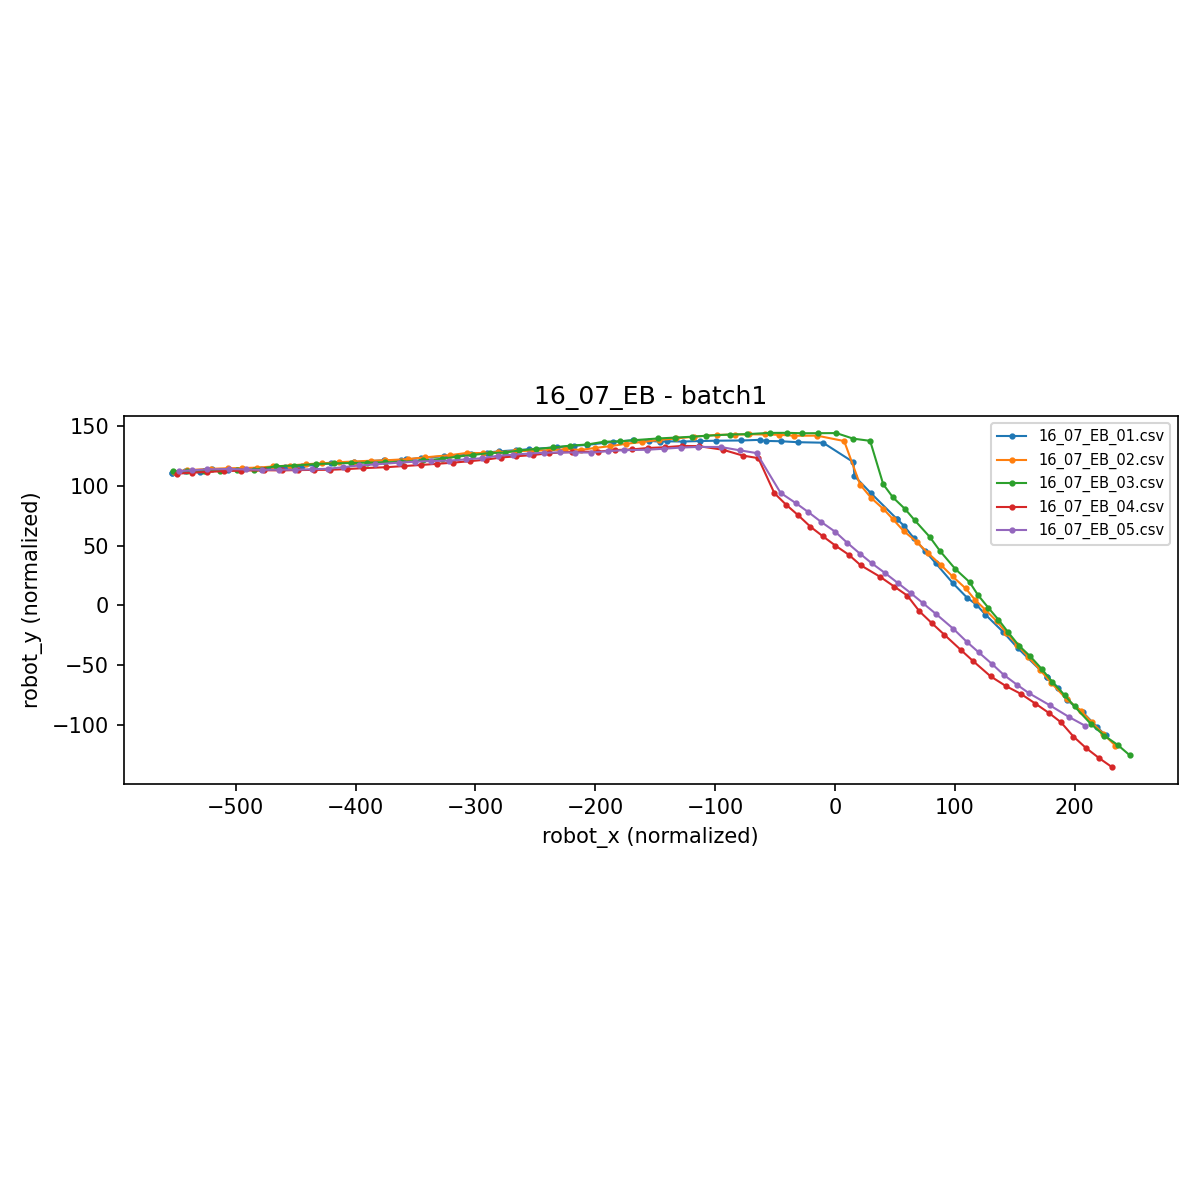 16_07_EB - batch1
robot_y (normalized)
150
100
50
0
−50
−100
16_07_EB_01.csv
16_07_EB_02.csv
16_07_EB_03.csv
16_07_EB_04.csv
16_07_EB_05.csv
−500 −400 −300 −200 −100 0 100 200
robot_x (normalized)